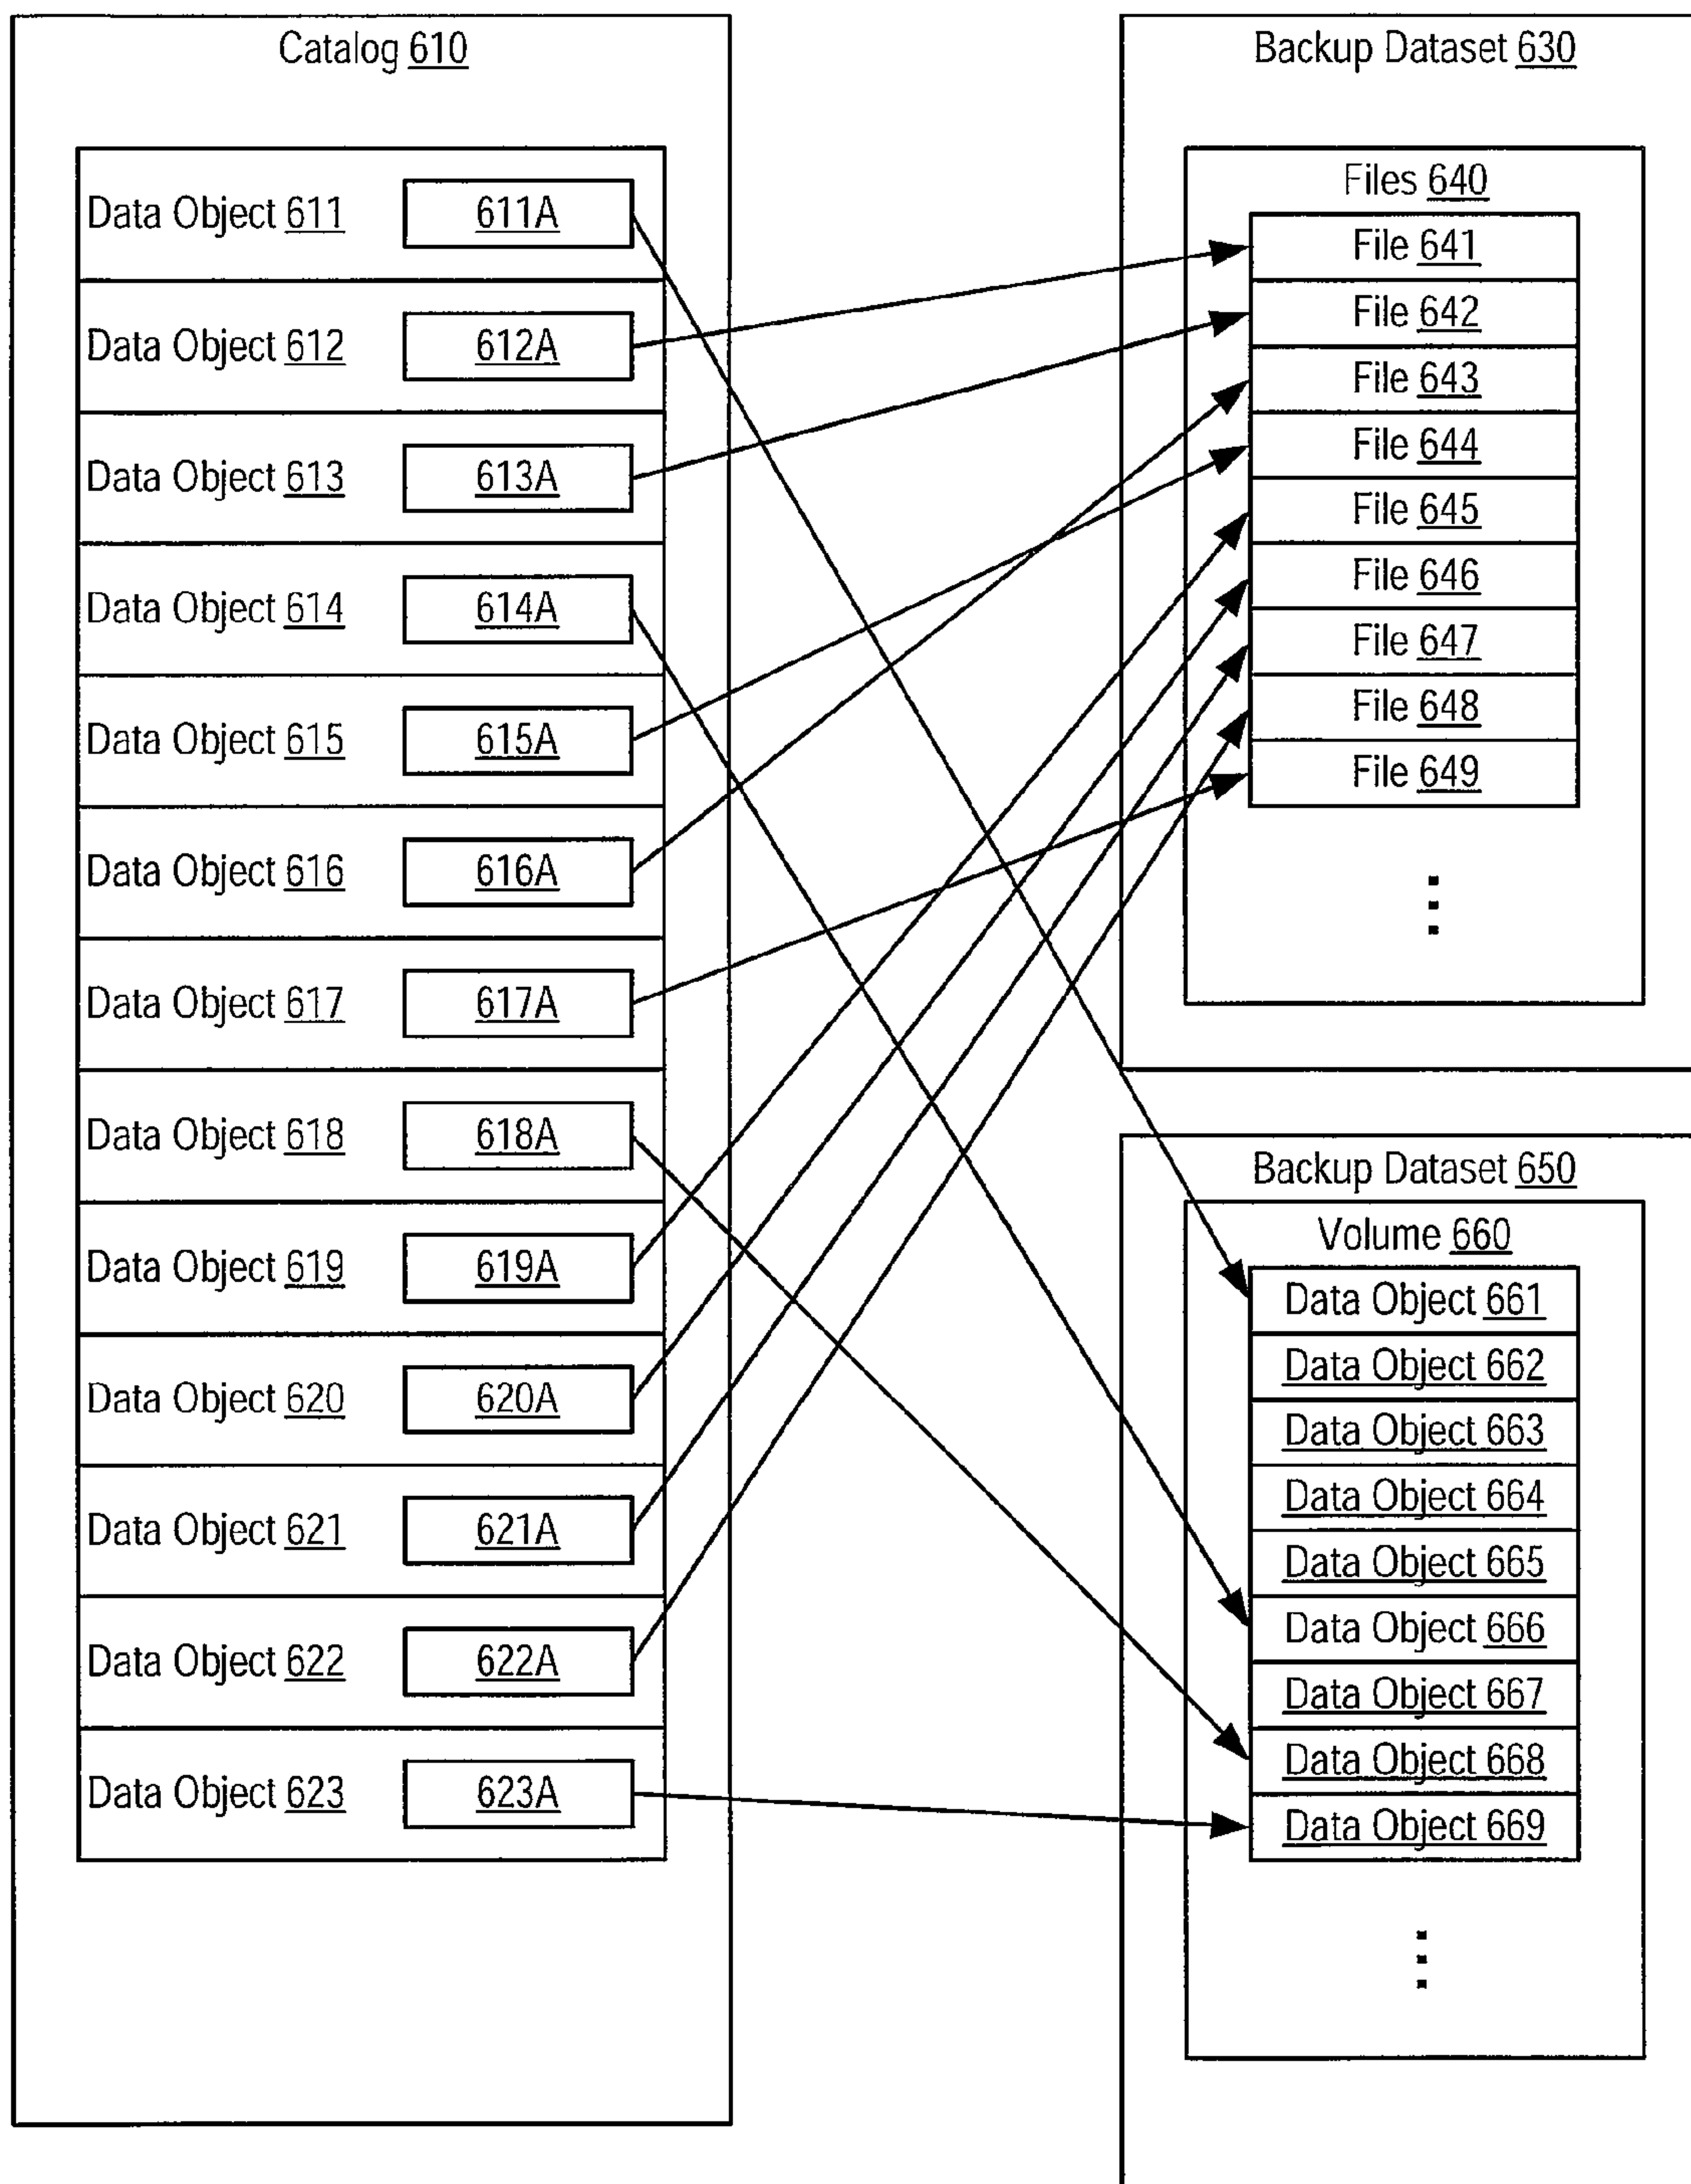 Catalog 610
Data Object 611 611A
Data Object 612 612A
Data Object 613 613A
Data Object 614 614A
Data Object 615 615A
Data Object 616 616A
Data Object 617 617A
Data Object 618 618A
Data Object 619 619A
Data Object 620 620A
Data Object 621 621A
Data Object 622 622A
Data Object 623 623A
Backup Dataset 630
Files 640
File 641
File 642
File 643
File 644
File 645
File 646
File 647
File 648
File 649
Backup Dataset 650
Volume 660
Data Object 661
Data Object 662
Data Object 663
Data Object 664
Data Object 665
Data Object 666
Data Object 667
Data Object 668
Data Object 669